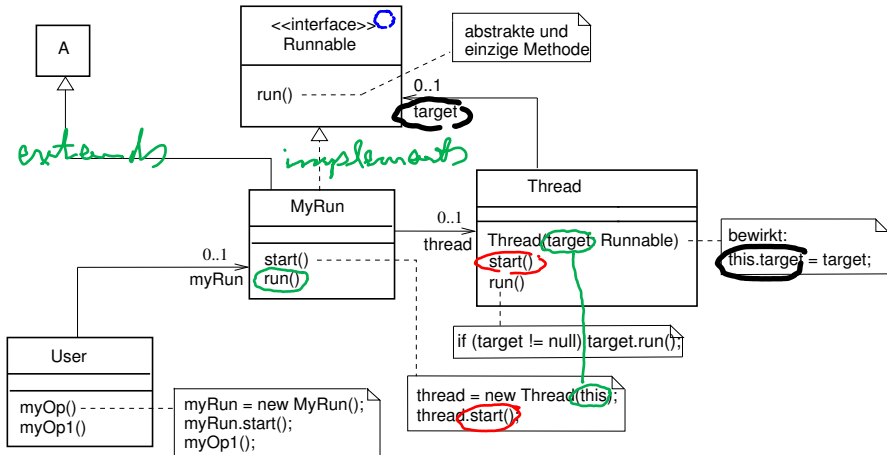 <<interface>>
Runnable
run()
abstrakte und
einzige Methode
A
0..1
target
extends
implements
MyRun
start()
run()
0..1
thread
Thread
Thread(target: Runnable)
start()
run()
bewirkt:
this.target = target;
0..1
myRun
if (target != null) target.run();
User
myOp()
myOp1()
myRun = new MyRun();
myRun.start();
myOp1();
thread = new Thread(this);
thread.start();